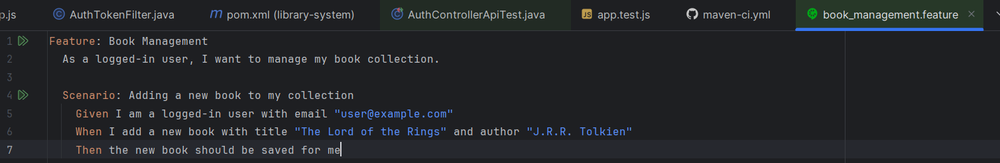 p.js AuthTokenFilter.java pom.xml (library-system) AuthControllerApiTest.java app.test.js maven-ci.yml book_management.feature
1 Feature: Book Management
2 As a logged-in user, I want to manage my book collection.
3
4 Scenario: Adding a new book to my collection
5 Given I am a logged-in user with email "user@example.com"
6 When I add a new book with title "The Lord of the Rings" and author "J.R.R. Tolkien"
7 Then the new book should be saved for me